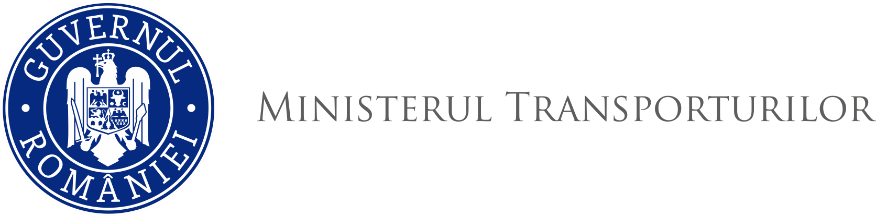 GUVERNUL
ROMÂNIEI
MINISTERUL TRANSPORTURILOR